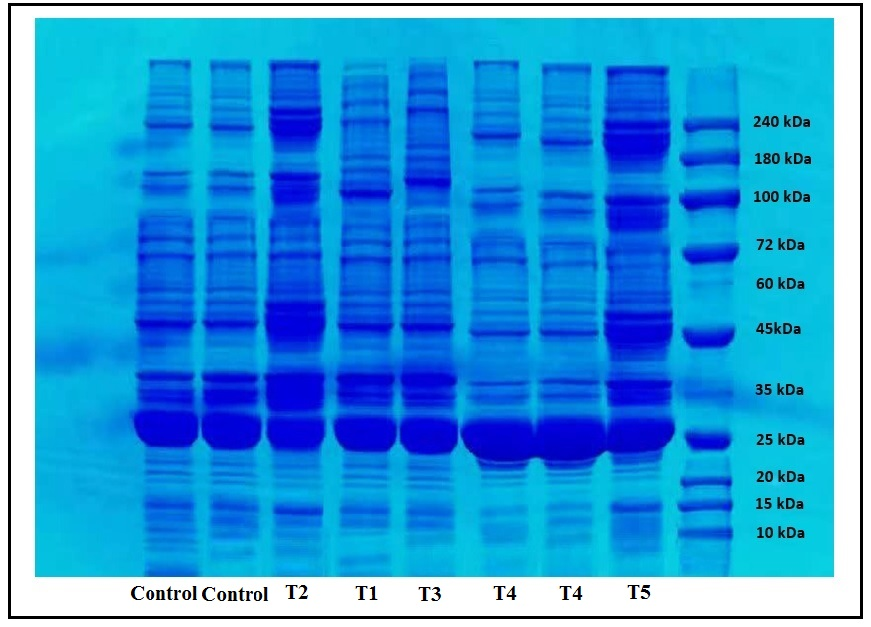 240 kDa
180 kDa
100 kDa
72 kDa
60 kDa
45kDa
35 kDa
25 kDa
20 kDa
15 kDa
10 kDa
Control Control T2 T1 T3 T4 T4 T5